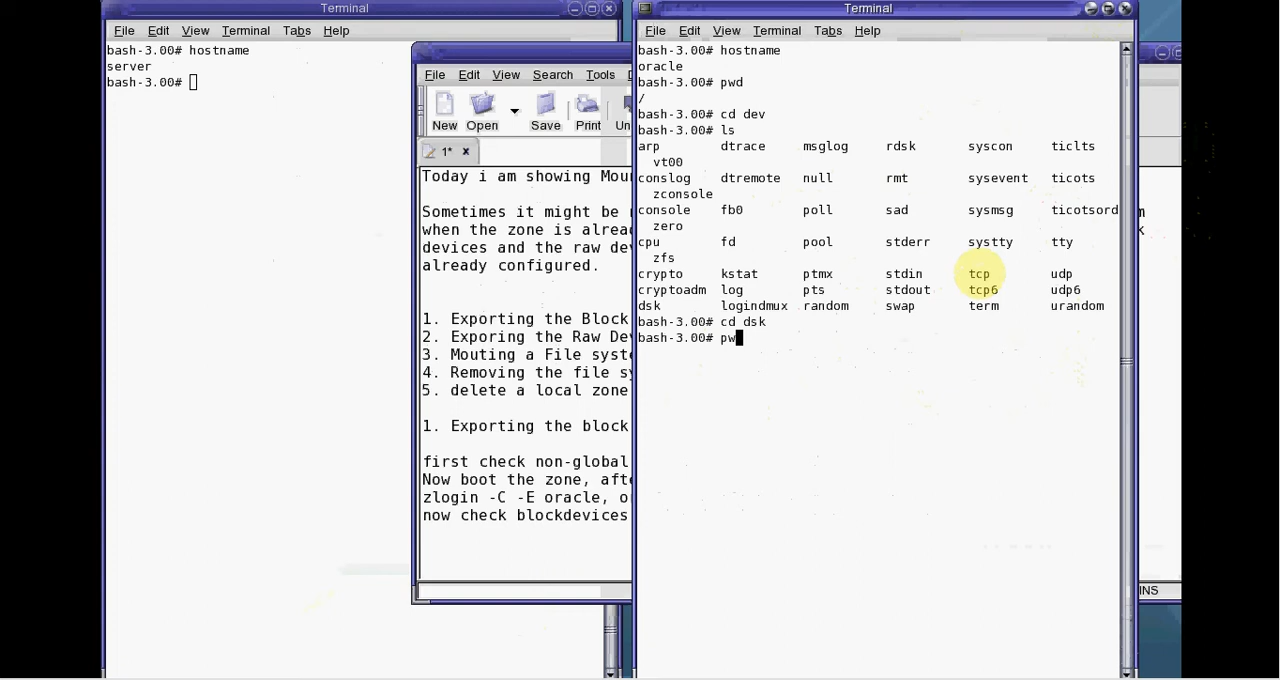 Terminal
File Edit View Terminal Tabs Help
bash-3.00# hostname
server
bash-3.00#
File Edit View Search Tools
New Open Save Print Un
1*
Today i am showing Mou
Sometimes it might be
when the zone is alrea
devices and the raw de
already configured.
1. Exporting the Block
2. Exporing the Raw De
3. Mouting a File syst
4. Removing the file s
5. delete a local zone
1. Exporting the block
first check non-global
Now boot the zone, afte
zlogin -C -E oracle, o
now check blockdevices
Terminal
File Edit View Terminal Tabs Help
bash-3.00# hostname
oracle
bash-3.00# pwd
/
bash-3.00# cd dev
bash-3.00# ls
arp dtrace msglog rdsk syscon ticlts
vt00
conslog dtremote null rmt sysevent ticots
zconsole
console fb0 poll sad sysmsg ticotsord
zero
cpu fd pool stderr systty tty
zfs
crypto kstat ptmx stdin tcp udp
cryptoadm log pts stdout tcp6 udp6
dsk logindmux random swap term urandom
bash-3.00# cd dsk
bash-3.00# pw
m
k
INS